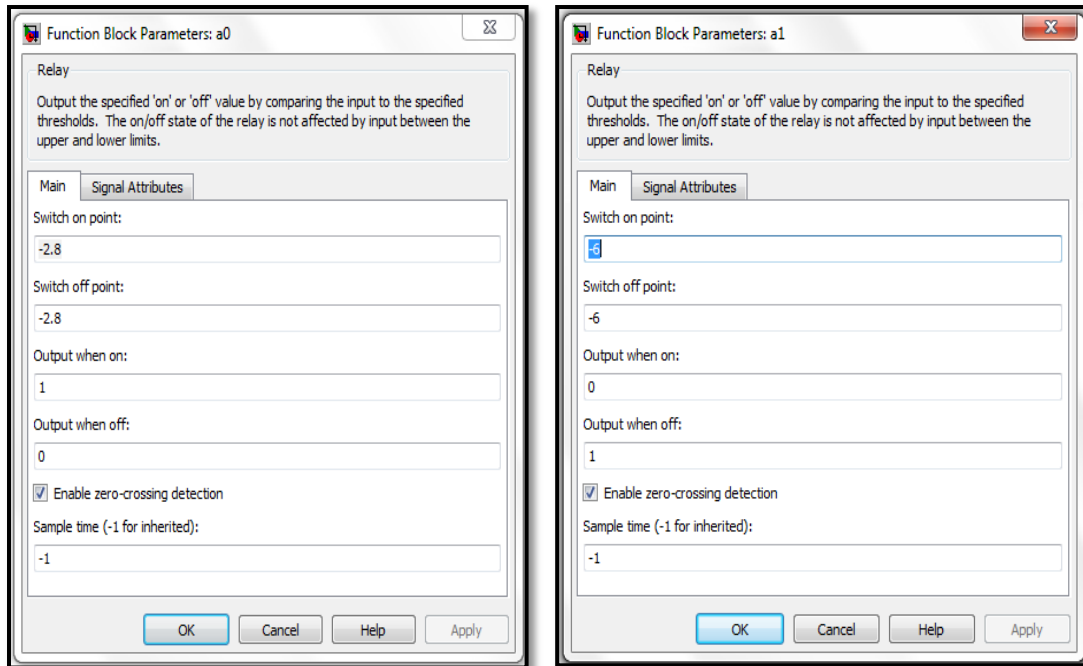 Function Block Parameters: a0
Relay
Output the specified 'on' or 'off' value by comparing the input to the specified
thresholds. The on/off state of the relay is not affected by input between the
upper and lower limits.
Main
Signal Attributes
Switch on point:
-2.8
Switch off point:
-2.8
Output when on:
1
Output when off:
0
Enable zero-crossing detection
Sample time (-1 for inherited):
-1
OK
Cancel
Help
Apply
Function Block Parameters: a1
Relay
Output the specified 'on' or 'off' value by comparing the input to the specified
thresholds. The on/off state of the relay is not affected by input between the
upper and lower limits.
Main
Signal Attributes
Switch on point:
-6
Switch off point:
-6
Output when on:
0
Output when off:
1
Enable zero-crossing detection
Sample time (-1 for inherited):
-1
OK
Cancel
Help
Apply